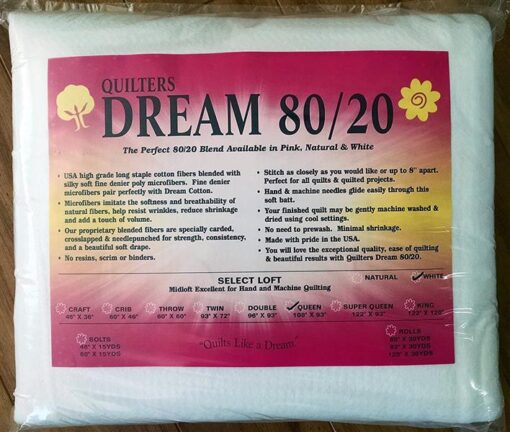 QUILTERS
DREAM 80/20
The Perfect 80/20 Blend Available in Pink, Natural & White
• USA high grade long staple cotton fibers blended with
silky soft fine denier poly microfibers. Fine denier
microfibers pair perfectly with Dream Cotton.
• Microfibers imitate the softness and breathability of
natural fibers, help resist wrinkles, reduce shrinkage
and add a touch of volume.
• Our proprietary blended fibers are specially carded,
crosslapped & needlepunched for strength, consistency,
and a beautiful soft drape.
• No resins, scrim or binders.
• Stitch as closely as you would like or up to 8" apart.
Perfect for all quilts & quilted projects.
• Hand & machine needles glide easily through this
soft batt.
• Your finished quilt may be gently machine washed &
dried using cool settings.
• No need to prewash. Minimal shrinkage.
• Made with pride in the USA.
• You will love the exceptional quality, ease of quilting
& beautiful results with Quilters Dream 80/20.
SELECT LOFT
Midloft Excellent for Hand and Machine Quilting
NATURAL WHITE
CRAFT CRIB THROW TWIN DOUBLE QUEEN SUPER QUEEN KING
46" X 36" 60" X 46" 60" X 60" 93" X 72" 96" X 93" 108" X 93" 122" X 93" 122" X 120"
BOLTS
46" X 15YDS
60" X 15YDS
"Quilts Like a Dream"
ROLLS
X 30YDS
93" X 30YDS
X 30YDS